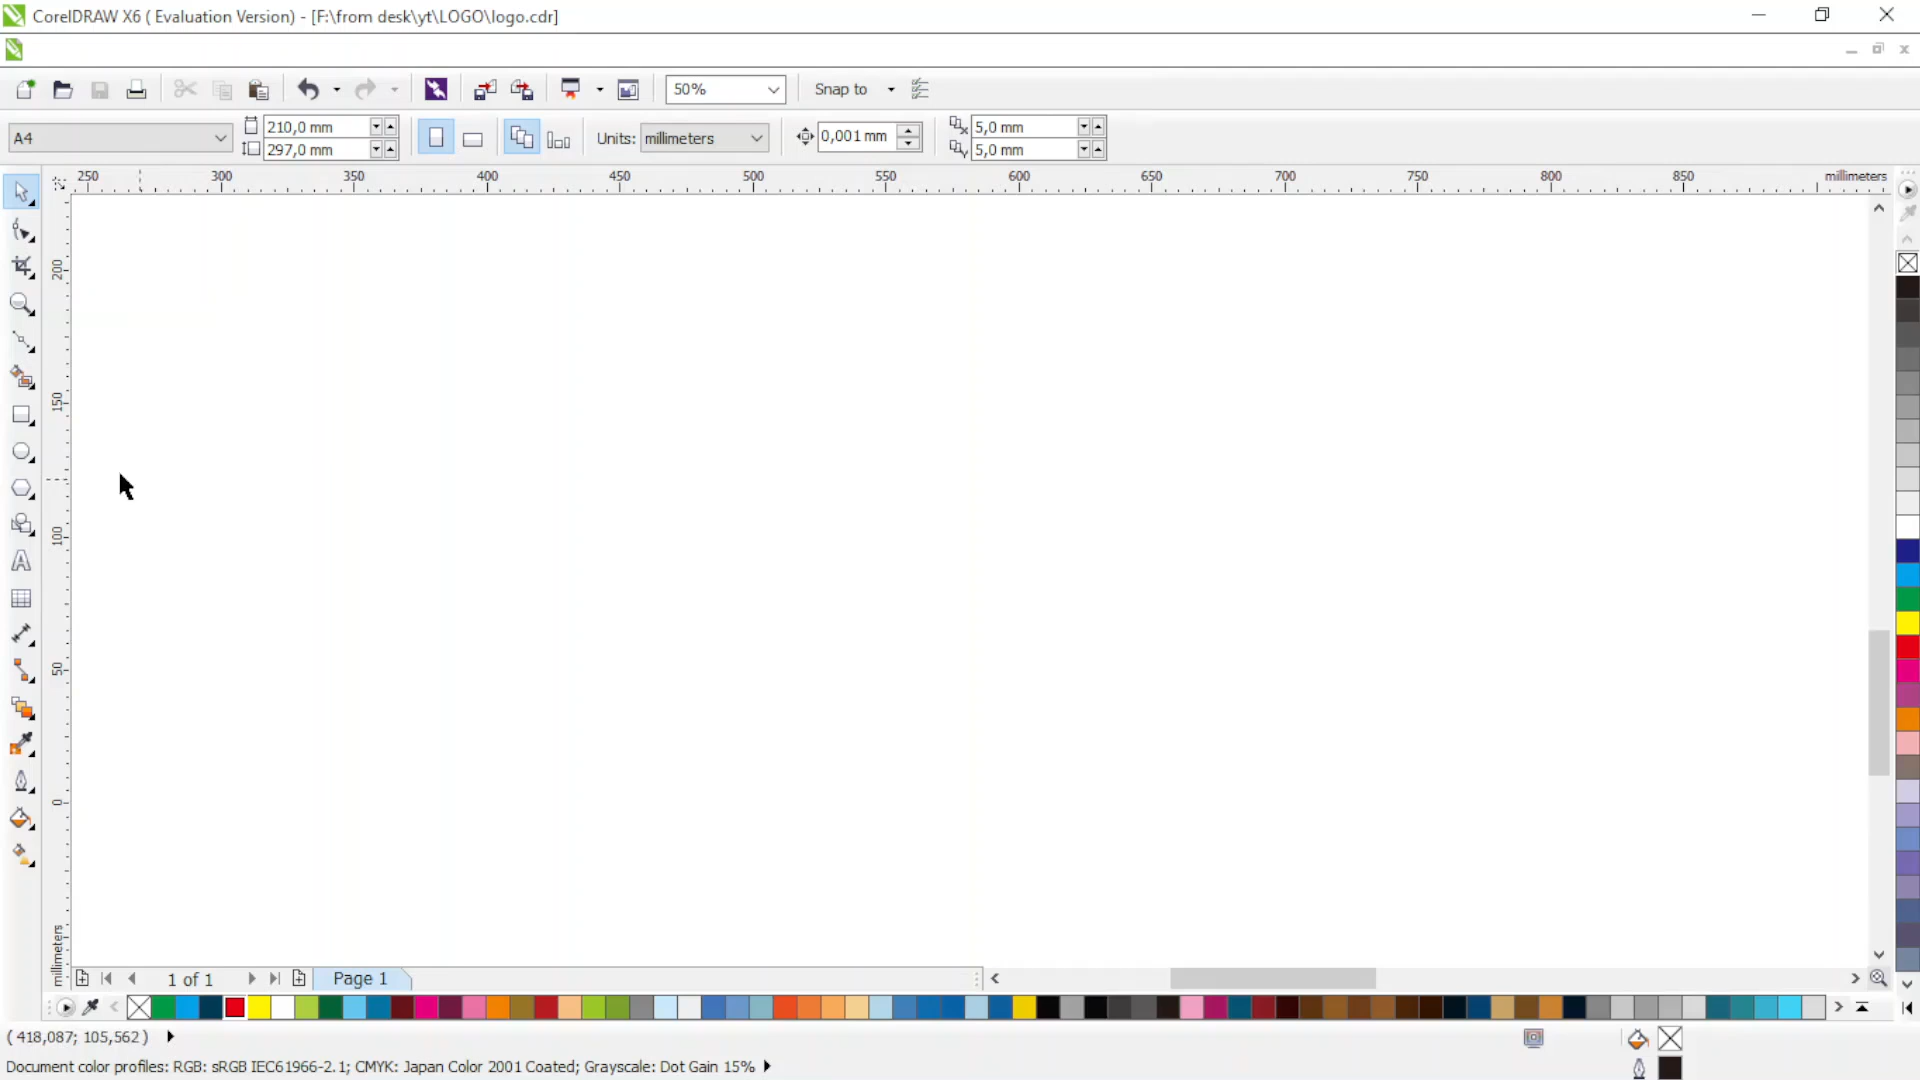 CorelDRAW X6 ( Evaluation Version) - [F:\from desk\yt\LOGO\logo.cdr]
50%
Snap to
A4
210,0 mm
297,0 mm
Units:
millimeters
0,001 mm
5,0 mm
5,0 mm
250 300 350 400 450 500 550 600 650 700 750 800 850 millimeters
200
150
100
50
0
millimeters
1 of 1
Page 1
( 418,087; 105,562 )
Document color profiles: RGB: sRGB IEC61966-2.1; CMYK: Japan Color 2001 Coated; Grayscale: Dot Gain 15%